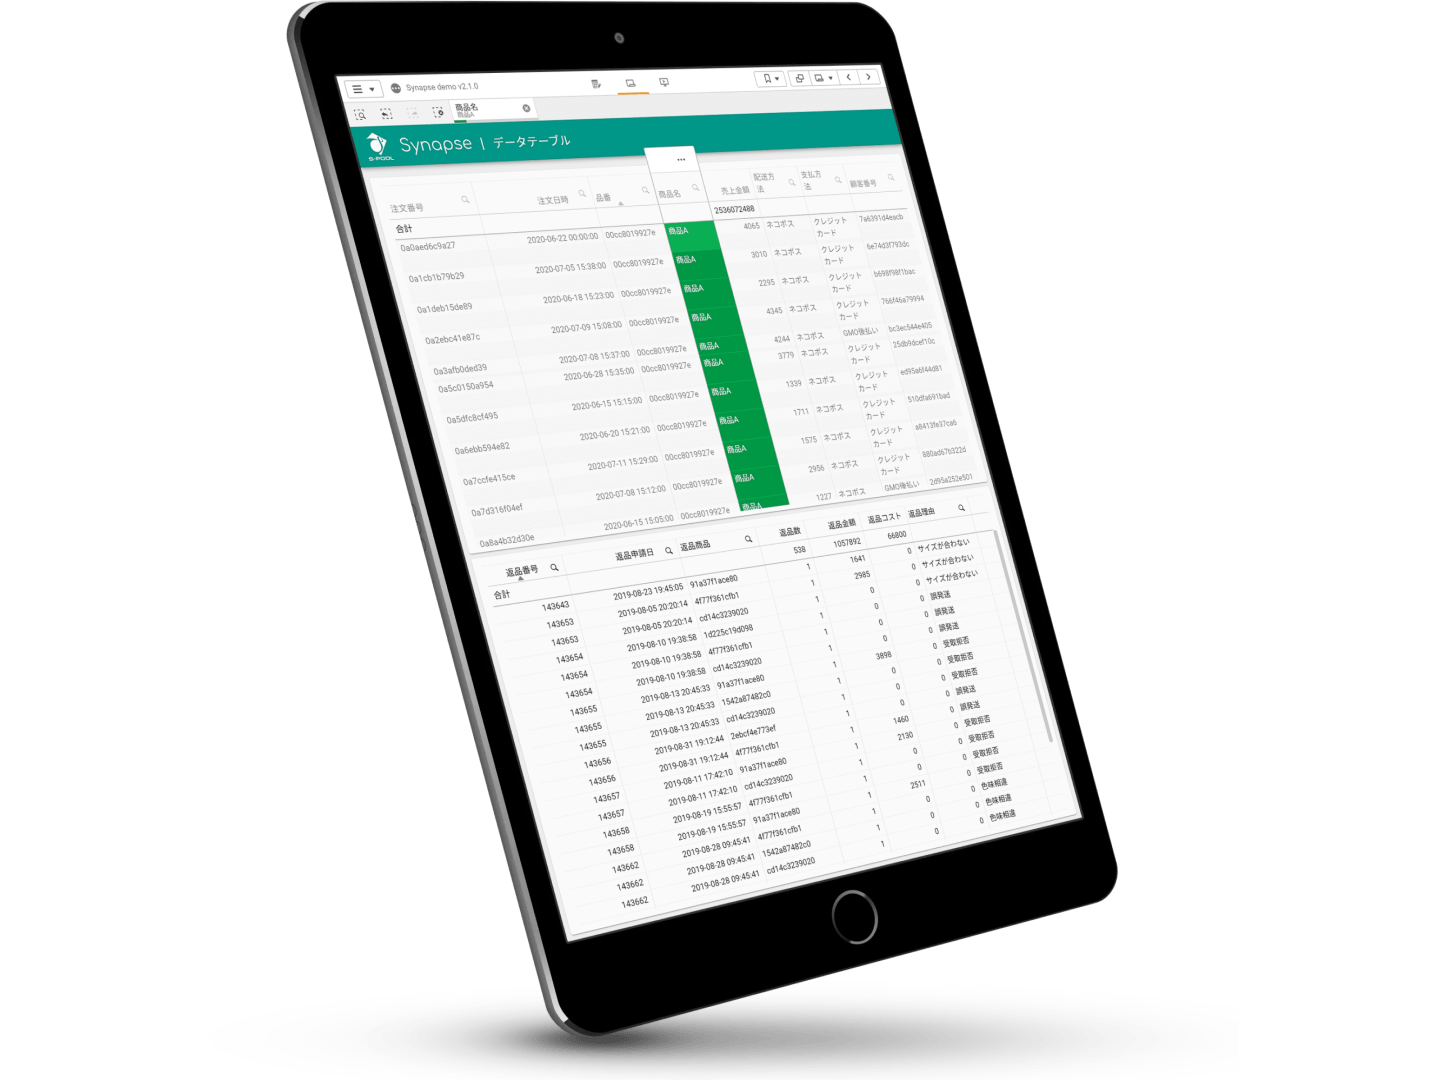 Synapse demo v2.1.0
商品名
商品A
S-POOL
Synapse | データテーブル
注文番号 注文日時 品番 商品名 売上金額 配送方法 支払方法 顧客番号
合計 2536072488
0a0aed6c9a27 2020-06-22 00:00:00 00cc8019927e 商品A 4065 ネコポス クレジットカード 7a6391d4eacb
0a1cb1b79b29 2020-07-05 15:38:00 00cc8019927e 商品A 3010 ネコポス クレジットカード 6e74d3f793dc
0a1deb15de89 2020-06-18 15:23:00 00cc8019927e 商品A 2295 ネコポス クレジットカード b698f98f1bac
0a2ebc41e87c 2020-07-09 15:08:00 00cc8019927e 商品A 4345 ネコポス クレジットカード 766f46a79994
0a3afb0ded39 2020-07-08 15:37:00 00cc8019927e 商品A 4244 ネコポス GMO後払い bc3ec544e405
0a5c0150a954 2020-06-28 15:35:00 00cc8019927e 商品A 3779 ネコポス クレジットカード 25db9dcef10c
0a5dfc8cf495 2020-06-15 15:15:00 00cc8019927e 商品A 1339 ネコポス クレジットカード ed95a6f44d81
0a6ebb594e82 2020-06-20 15:21:00 00cc8019927e 商品A 1711 ネコポス クレジットカード 510dfa691bad
0a7ccfe415ce 2020-07-11 15:29:00 00cc8019927e 商品A 1575 ネコポス クレジットカード a8413fe37ca6
0a7d316f04ef 2020-07-08 15:12:00 00cc8019927e 商品A 2956 ネコポス クレジットカード 880ad67b322d
0a8a4b32d30e 2020-06-15 15:05:00 00cc8019927e 商品A 1227 ネコポス GMO後払い 2d95a252e501
返品番号 返品申請日 返品商品 返品数 返品金額 返品コスト 返品理由
合計 538 1057892 66800
143643 2019-08-23 19:45:05 91a37f1ace80 1 1641 0 サイズが合わない
143653 2019-08-05 20:20:14 4f77f361cfb1 1 2985 0 サイズが合わない
143653 2019-08-05 20:20:14 cd14c3239020 1 0 0 サイズが合わない
143654 2019-08-10 19:38:58 1d225c19d098 1 0 0 誤発送
143654 2019-08-10 19:38:58 4f77f361cfb1 1 0 0 誤発送
143654 2019-08-10 19:38:58 cd14c3239020 1 0 0 誤発送
143655 2019-08-13 20:45:33 91a37f1ace80 1 3898 0 受取拒否
143655 2019-08-13 20:45:33 1542a87482c0 1 0 0 受取拒否
143655 2019-08-13 20:45:33 cd14c3239020 1 0 0 受取拒否
143656 2019-08-31 19:12:44 2ebcf4e773ef 1 0 0 誤発送
143656 2019-08-31 19:12:44 4f77f361cfb1 1 1460 0 誤発送
143657 2019-08-11 17:42:10 91a37f1ace80 1 2130 0 受取拒否
143657 2019-08-11 17:42:10 cd14c3239020 1 0 0 受取拒否
143658 2019-08-19 15:55:57 4f77f361cfb1 1 0 0 受取拒否
143658 2019-08-19 15:55:57 91a37f1ace80 1 2511 0 受取拒否
143662 2019-08-28 09:45:41 4f77f361cfb1 1 0 0 色味相違
143662 2019-08-28 09:45:41 1542a87482c0 1 0 0 色味相違
143662 2019-08-28 09:45:41 cd14c3239020 1 0 0 色味相違